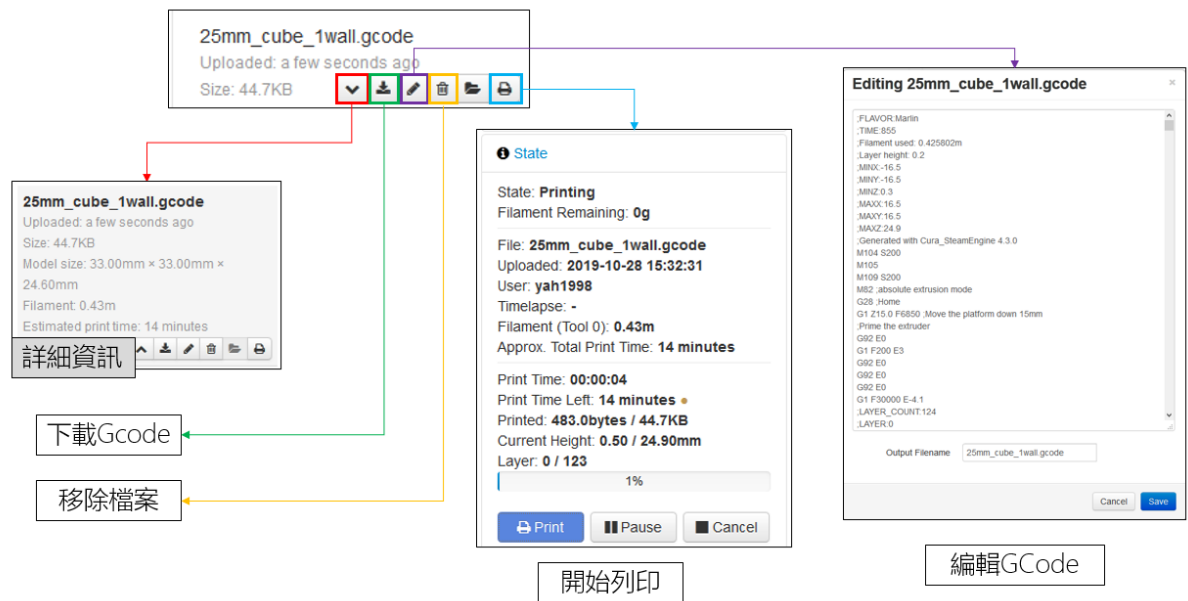 25mm_cube_1wall.gcode
Uploaded: a few seconds ago
Size: 44.7KB
25mm_cube_1wall.gcode
Uploaded: a few seconds ago
Size: 44.7KB
Model size: 33.00mm × 33.00mm ×
24.60mm
Filament: 0.43m
Estimated print time: 14 minutes
詳細資訊
下載Gcode
移除檔案
State
State: Printing
Filament Remaining: 0g
File: 25mm_cube_1wall.gcode
Uploaded: 2019-10-28 15:32:31
User: yah1998
Timelapse: -
Filament (Tool 0): 0.43m
Approx. Total Print Time: 14 minutes
Print Time: 00:00:04
Print Time Left: 14 minutes
Printed: 483.0bytes / 44.7KB
Current Height: 0.50 / 24.90mm
Layer: 0 / 123
1%
Print
Pause
Cancel
開始列印
Editing 25mm_cube_1wall.gcode
×
;FLAVOR:Marlin
;TIME:855
;Filament used: 0.425802m
;Layer height: 0.2
;MINX:-16.5
;MINY:-16.5
;MINZ:0.3
;MAXX:16.5
;MAXY:16.5
;MAXZ:24.9
;Generated with Cura_SteamEngine 4.3.0
M104 S200
M105
M109 S200
M82 ;absolute extrusion mode
G28 ;Home
G1 Z15.0 F6850 ;Move the platform down 15mm
;Prime the extruder
G92 E0
G1 F200 E3
G92 E0
G92 E0
G92 E0
G1 F30000 E-4.1
;LAYER_COUNT:124
;LAYER:0
Output Filename
25mm_cube_1wall.gcode
Cancel
Save
編輯GCode